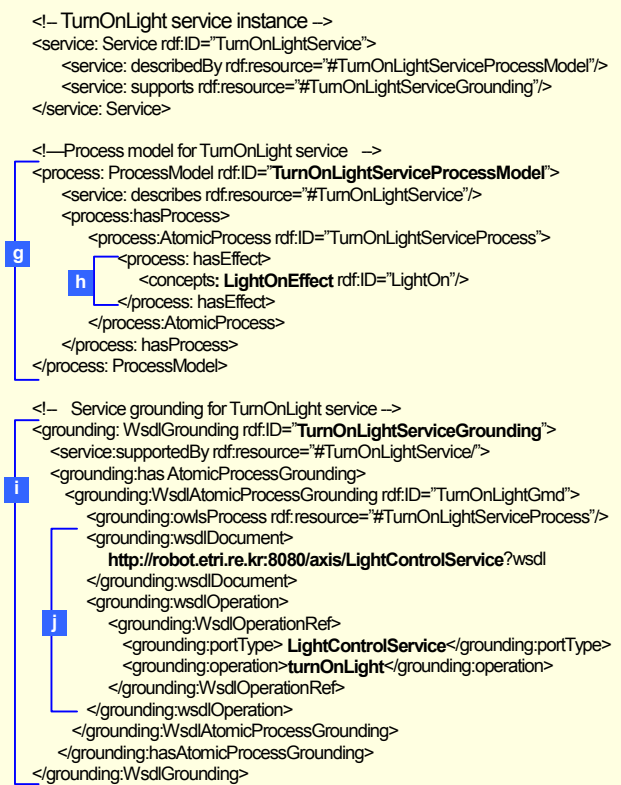 <!-- TurnOnLight service instance -->
<service: Service rdf:ID="TurnOnLightService">
<service: describedBy rdf:resource="#TurnOnLightServiceProcessModel"/>
<service: supports rdf:resource="#TurnOnLightServiceGrounding"/>
</service: Service>
<!—Process model for TurnOnLight service -->
<process: ProcessModel rdf:ID="TurnOnLightServiceProcessModel">
<service: describes rdf:resource="#TurnOnLightService"/>
<process:hasProcess>
<process:AtomicProcess rdf:ID="TurnOnLightServiceProcess">
g <process: hasEffect>
h <concepts: LightOnEffect rdf:ID="LightOn"/>
</process: hasEffect>
</process:AtomicProcess>
</process: hasProcess>
</process: ProcessModel>
<!-- Service grounding for TurnOnLight service -->
<grounding: WsdlGrounding rdf:ID="TurnOnLightServiceGrounding">
<service:supportedBy rdf:resource="#TurnOnLightService/">
<grounding:has AtomicProcessGrounding>
i <grounding:WsdlAtomicProcessGrounding rdf:ID="TurnOnLightGrnd">
<grounding:owlsProcess rdf:resource="#TurnOnLightServiceProcess"/>
<grounding:wsdlDocument>
http://robot.etri.re.kr:8080/axis/LightControlService?wsdl
</grounding:wsdlDocument>
<grounding:wsdlOperation>
j <grounding:WsdlOperationRef>
<grounding:portType> LightControlService</grounding:portType>
<grounding:operation>turnOnLight</grounding:operation>
</grounding:WsdlOperationRef>
</grounding:wsdlOperation>
</grounding:WsdlAtomicProcessGrounding>
</grounding:hasAtomicProcessGrounding>
</grounding:WsdlGrounding>